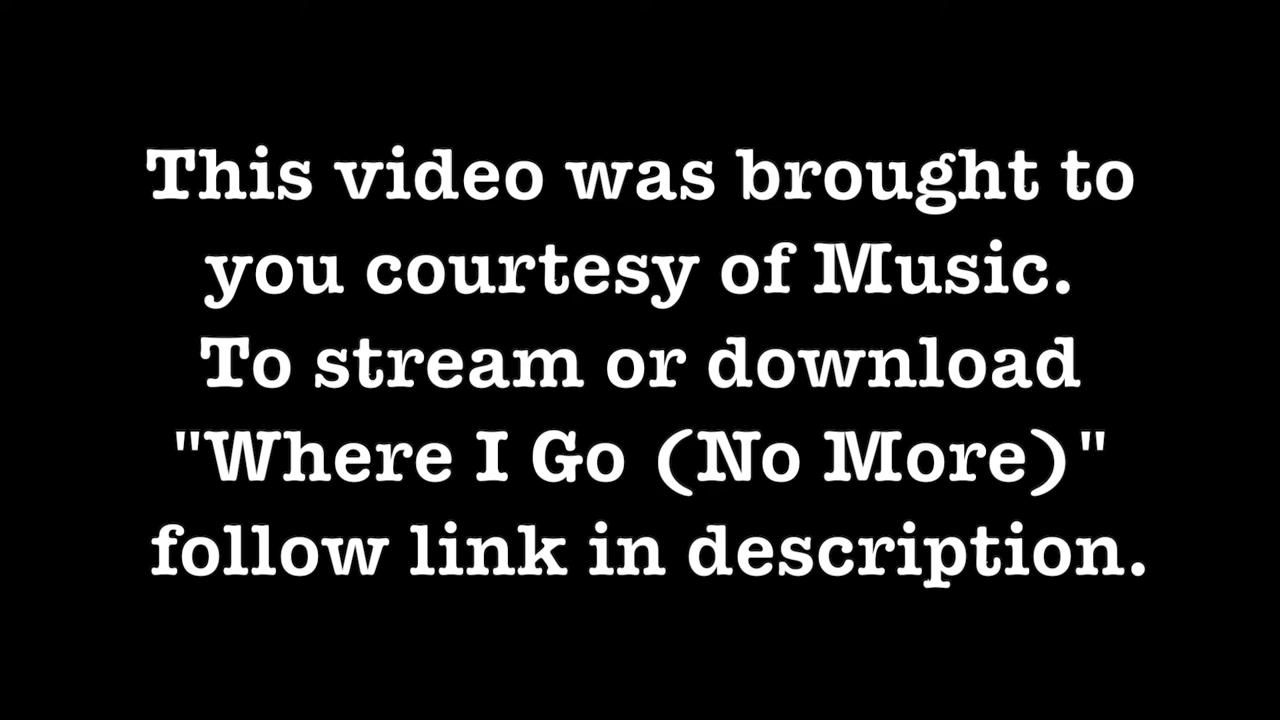 This video was brought to
you courtesy of Music.
To stream or download
"Where I Go (No More)"
follow link in description.